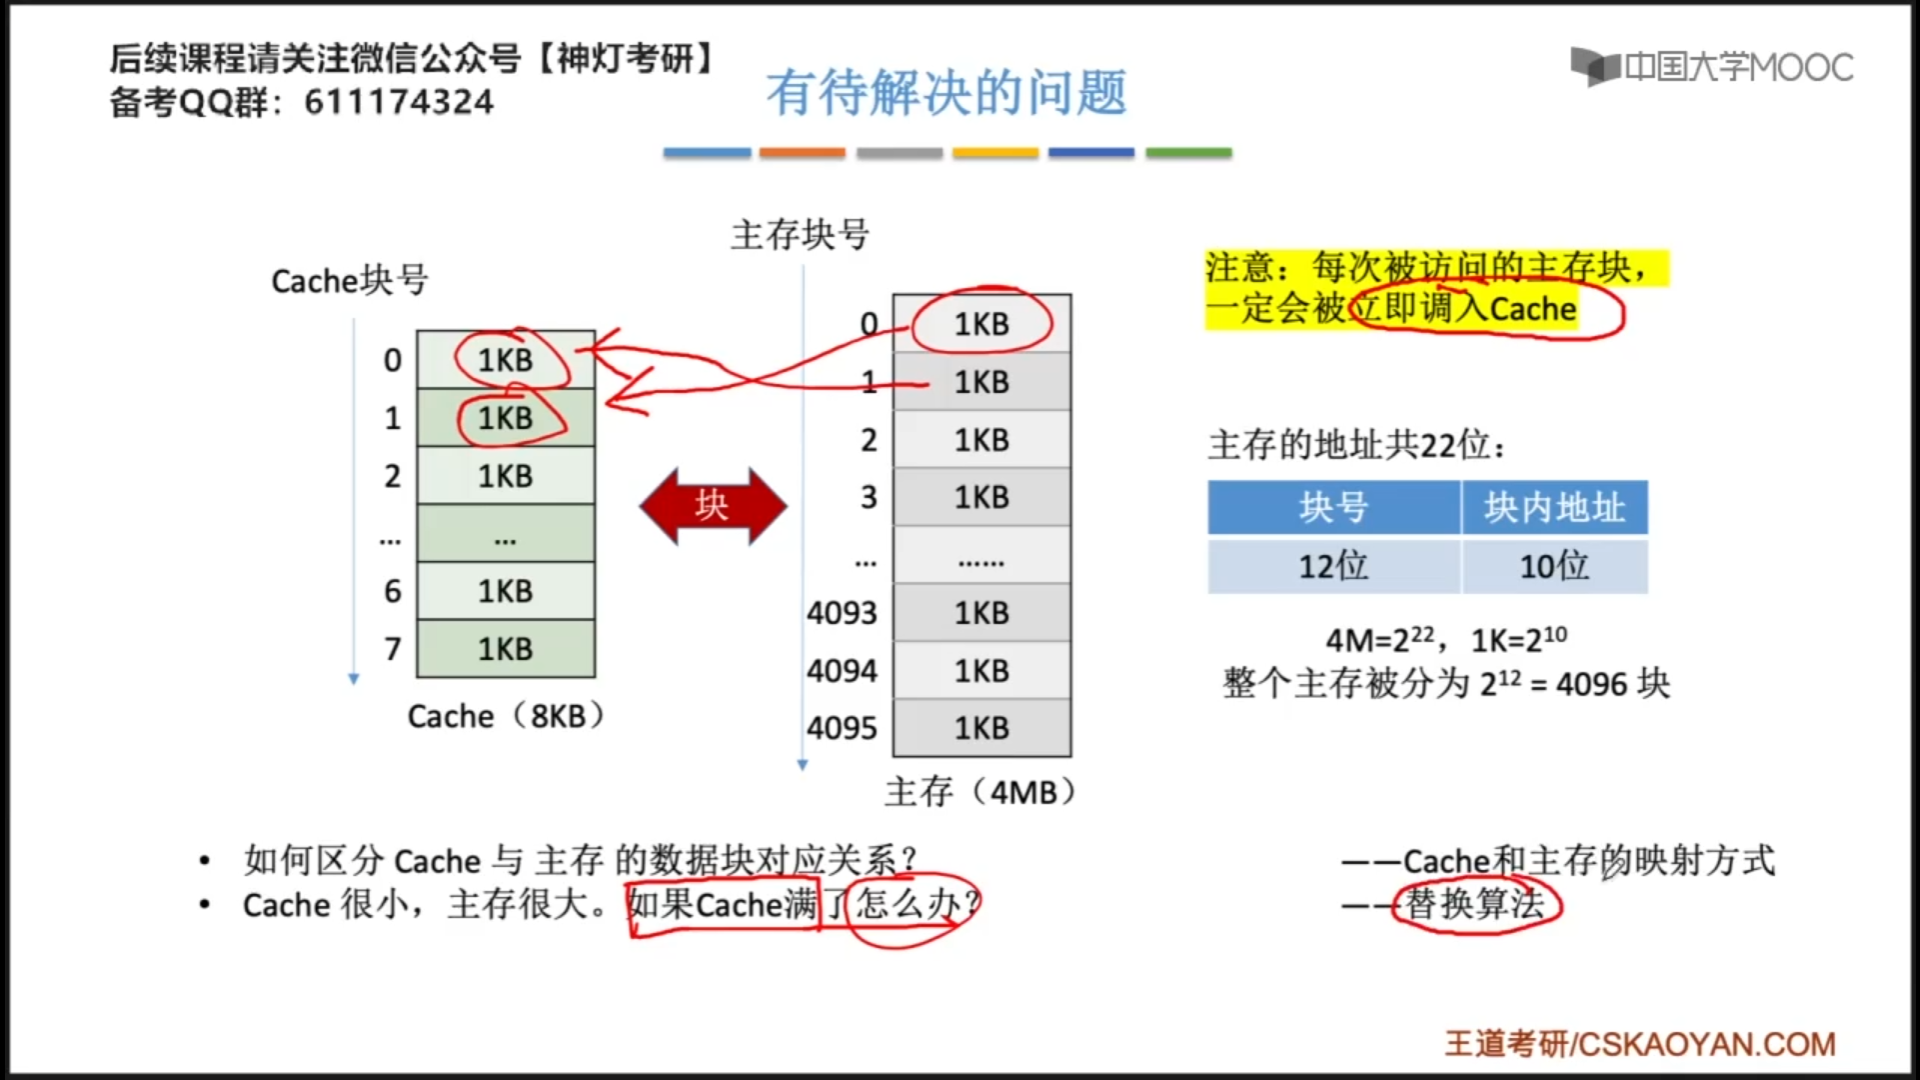 后续课程请关注微信公众号【神灯考研】
备考QQ群：611174324
有待解决的问题
中国大学MOOC
Cache块号
0 1KB
1 1KB
2 1KB
... ...
6 1KB
7 1KB
Cache（8KB）
块
主存块号
0 1KB
1 1KB
2 1KB
3 1KB
... ......
4093 1KB
4094 1KB
4095 1KB
主存（4MB）
注意：每次被访问的主存块，
一定会被立即调入Cache
主存的地址共22位：
块号 块内地址
12位 10位
4M=2²²，1K=2¹⁰
整个主存被分为 2¹² = 4096 块
• 如何区分 Cache 与 主存 的数据块对应关系？ ——Cache和主存的映射方式
• Cache 很小，主存很大。如果Cache满了怎么办？ ——替换算法
王道考研/CSKAOYAN.COM